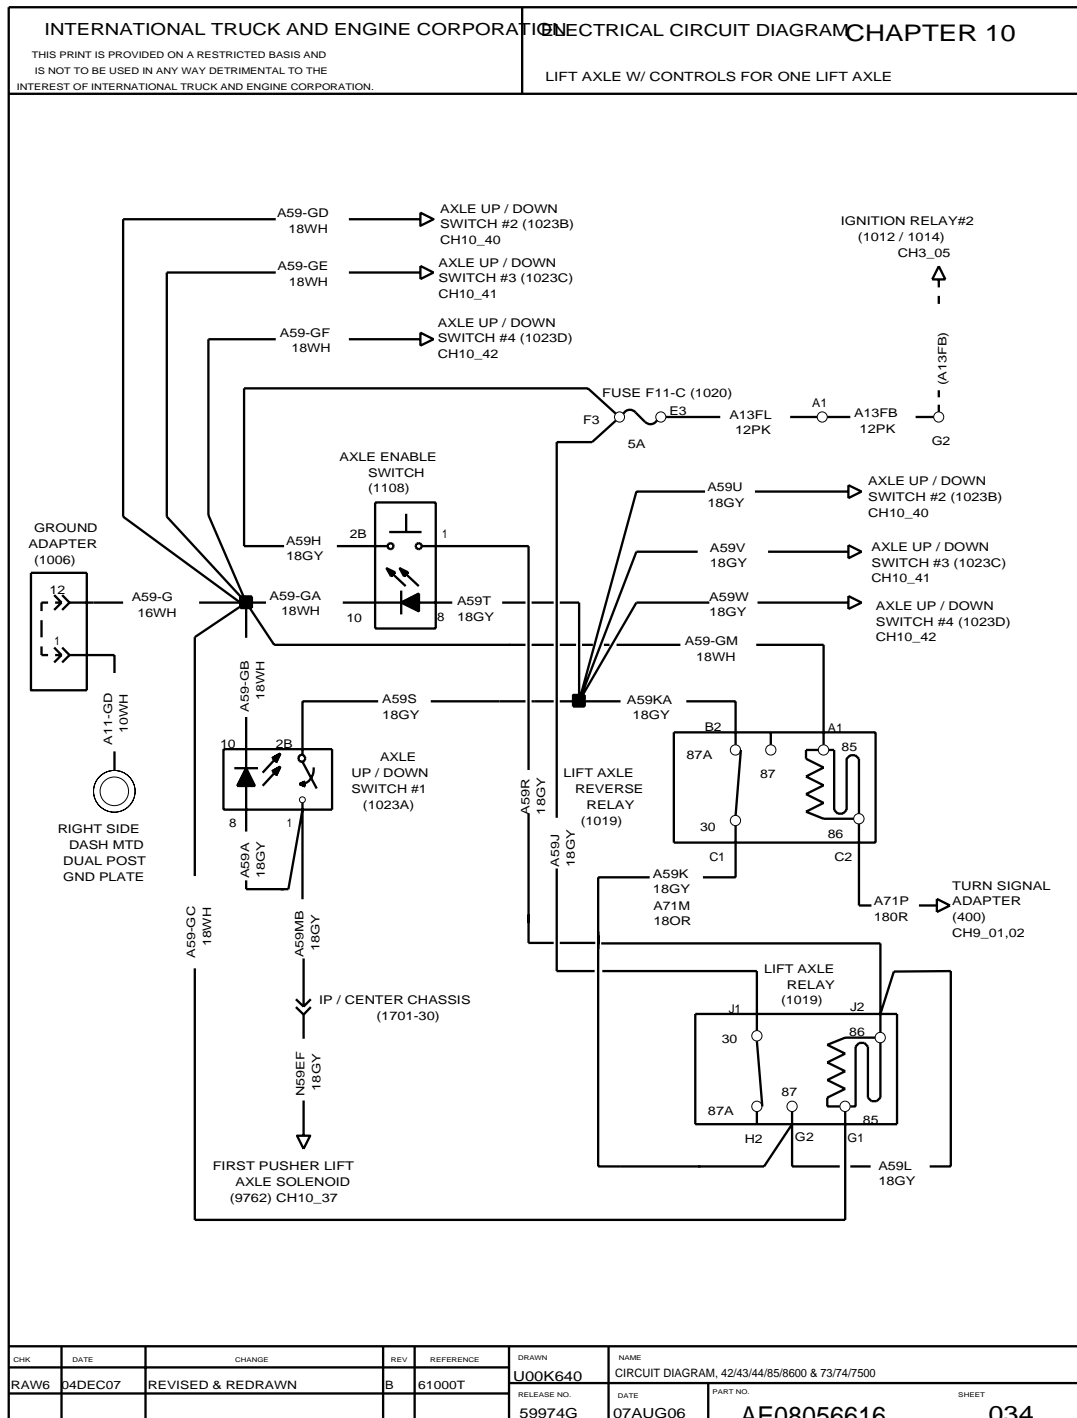 INTERNATIONAL TRUCK AND ENGINE CORPORATION
THIS PRINT IS PROVIDED ON A RESTRICTED BASIS AND
IS NOT TO BE USED IN ANY WAY DETRIMENTAL TO THE
INTEREST OF INTERNATIONAL TRUCK AND ENGINE CORPORATION.
ELECTRICAL CIRCUIT DIAGRAM
CHAPTER 10
LIFT AXLE W/ CONTROLS FOR ONE LIFT AXLE
A59-GD
18WH
AXLE UP / DOWN
SWITCH #2 (1023B)
CH10_40
A59-GE
18WH
AXLE UP / DOWN
SWITCH #3 (1023C)
CH10_41
A59-GF
18WH
AXLE UP / DOWN
SWITCH #4 (1023D)
CH10_42
IGNITION RELAY#2
(1012 / 1014)
CH3_05
(A13FB)
FUSE F11-C (1020)
F3
E3
5A
A13FL
12PK
A1
A13FB
12PK
G2
AXLE ENABLE
SWITCH
(1108)
2B
1
A59H
18GY
10
8
A59T
18GY
A59U
18GY
AXLE UP / DOWN
SWITCH #2 (1023B)
CH10_40
A59V
18GY
AXLE UP / DOWN
SWITCH #3 (1023C)
CH10_41
A59W
18GY
AXLE UP / DOWN
SWITCH #4 (1023D)
CH10_42
GROUND
ADAPTER
(1006)
12
1
A59-G
16WH
A59-GA
18WH
A59-GM
18WH
A11-GD
10WH
RIGHT SIDE
DASH MTD
DUAL POST
GND PLATE
A59-GB
18WH
A59S
18GY
A59KA
18GY
10
2B
AXLE
UP / DOWN
SWITCH #1
(1023A)
8
1
A59A
18GY
A59R
18GY
A59J
18GY
LIFT AXLE
REVERSE
RELAY
(1019)
B2
A1
87A
87
85
30
86
C1
C2
A59K
18GY
A71M
18OR
A71P
180R
TURN SIGNAL
ADAPTER
(400)
CH9_01,02
A59-GC
18WH
A59MB
18GY
IP / CENTER CHASSIS
(1701-30)
N59EF
18GY
FIRST PUSHER LIFT
AXLE SOLENOID
(9762) CH10_37
LIFT AXLE
RELAY
(1019)
J1
J2
30
86
87A
87
85
H2
G2
G1
A59L
18GY
CHK
DATE
CHANGE
REV
REFERENCE
RAW6
04DEC07
REVISED & REDRAWN
B
61000T
DRAWN
U00K640
NAME
CIRCUIT DIAGRAM, 42/43/44/85/8600 & 73/74/7500
RELEASE NO.
59974G
DATE
07AUG06
PART NO.
AE08056616
SHEET
034